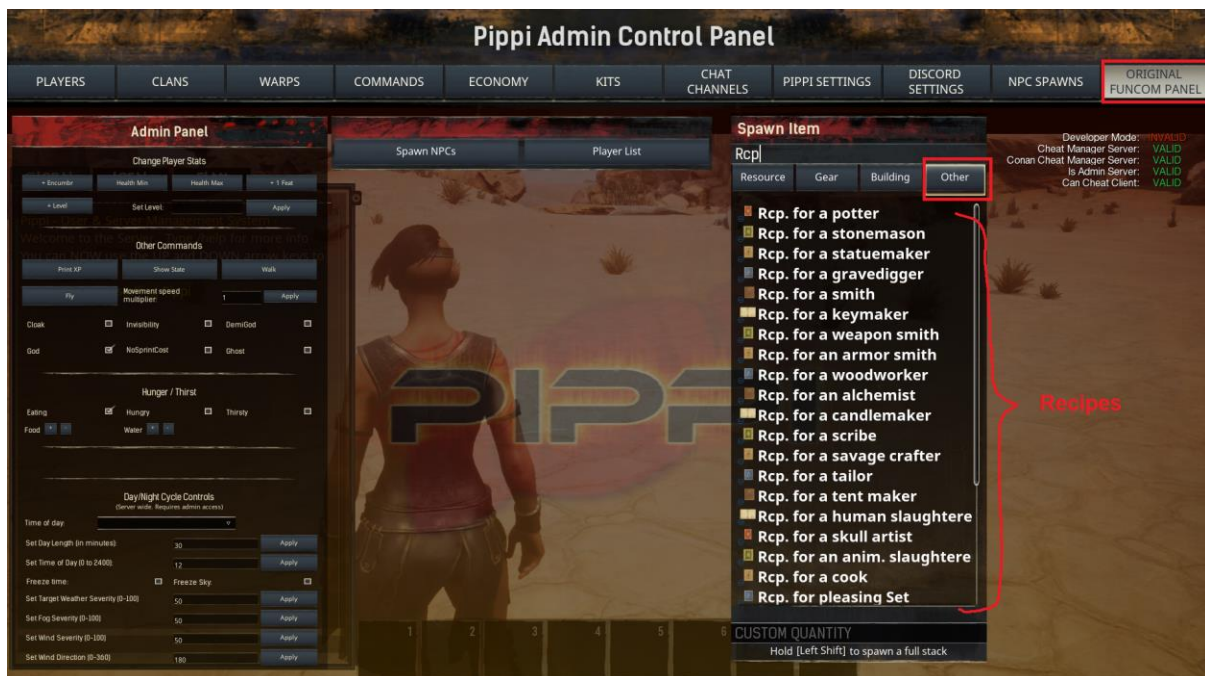 Pippi Admin Control Panel
PLAYERS
CLANS
WARPS
COMMANDS
ECONOMY
KITS
CHAT
CHANNELS
PIPPI SETTINGS
DISCORD
SETTINGS
NPC SPAWNS
ORIGINAL
FUNCOM PANEL
Admin Panel
Change Player Stats
+ Encumbr
Health Min
Health Max
+ 1 Feat
+ Level
Set Level:
Apply
Other Commands
Print XP
Show State
Walk
Fly
Movement speed
multiplier:
1
Apply
Cloak
Invisibility
DemiGod
God
NoSprintCost
Ghost
Hunger / Thirst
Eating
Hungry
Thirsty
Food
Water
Day/Night Cycle Controls
(Server wide. Requires admin access)
Time of day:
Set Day Length (in minutes):
30
Apply
Set Time of Day (0 to 2400):
12
Apply
Freeze time:
Freeze Sky:
Set Target Weather Severity (0-100)
50
Apply
Set Fog Severity (0-100)
50
Apply
Set Wind Severity (0-100)
50
Apply
Set Wind Direction (0-360)
180
Apply
Spawn NPCs
Player List
PIPP
1 2 3 4 5 6
Spawn Item
Rcp
Resource
Gear
Building
Other
Rcp. for a potter
Rcp. for a stonemason
Rcp. for a statuemaker
Rcp. for a gravedigger
Rcp. for a smith
Rcp. for a keymaker
Rcp. for a weapon smith
Rcp. for an armor smith
Rcp. for a woodworker
Rcp. for an alchemist
Rcp. for a candlemaker
Rcp. for a scribe
Rcp. for a savage crafter
Rcp. for a tailor
Rcp. for a tent maker
Rcp. for a human slaughtere
Rcp. for a skull artist
Rcp. for an anim. slaughtere
Rcp. for a cook
Rcp. for pleasing Set
CUSTOM QUANTITY
Hold [Left Shift] to spawn a full stack
Developer Mode: INVALID
Cheat Manager Server: VALID
Conan Cheat Manager Server: VALID
Is Admin Server: VALID
Can Cheat Client: VALID
Recipes